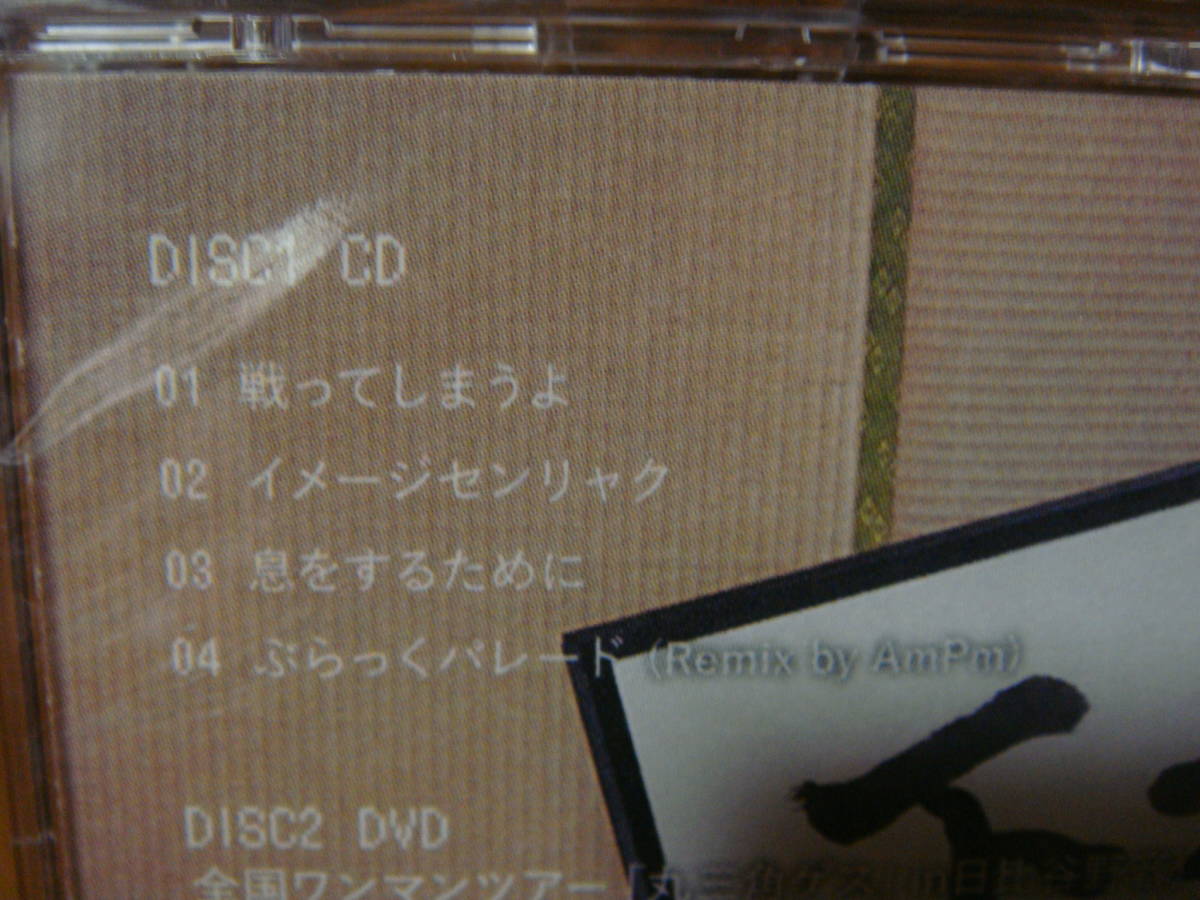 DISC1 CD
01 戦ってしまうよ
02 イメージセンリャク
03 息をするために
04 ぶらっくパレード (Remix by AmPm)
DISC2 DVD
全国ワンマンツアー